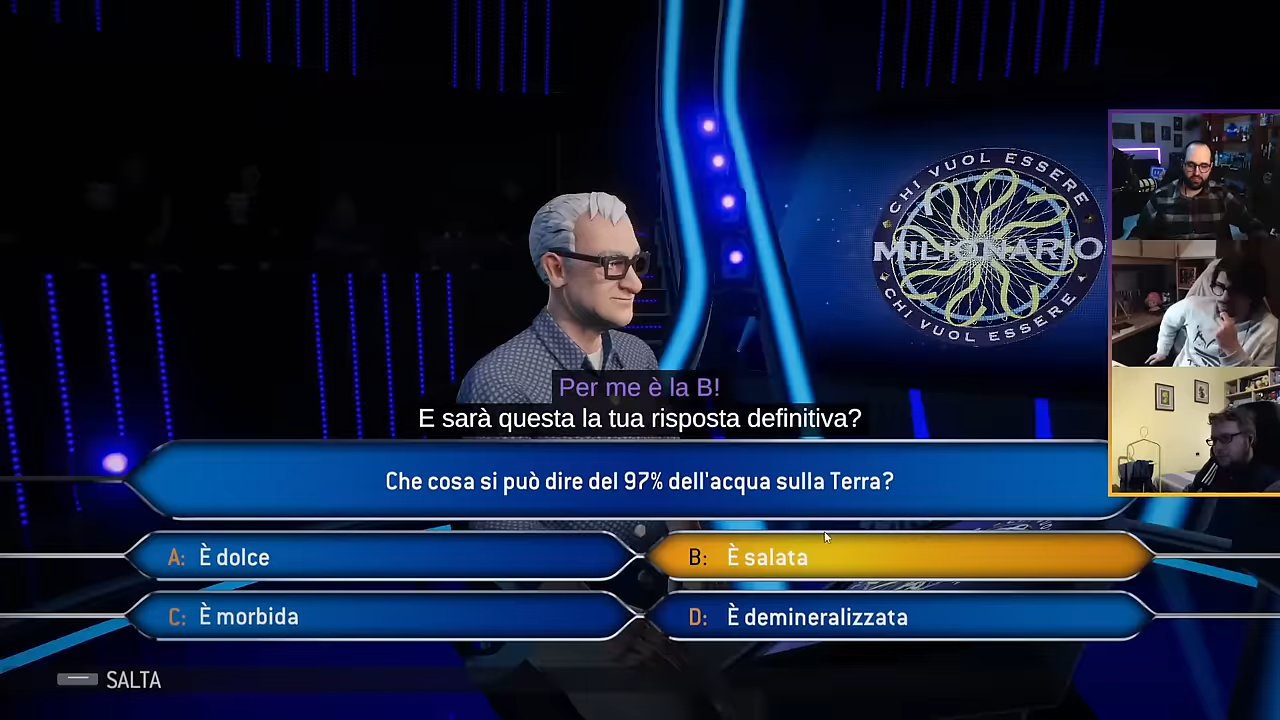 CHI VUOL ESSERE
MILIONARIO
CHI VUOL ESSERE
Per me è la B!
E sarà questa la tua risposta definitiva?
Che cosa si può dire del 97% dell'acqua sulla Terra?
A: È dolce
B: È salata
C: È morbida
D: È demineralizzata
SALTA